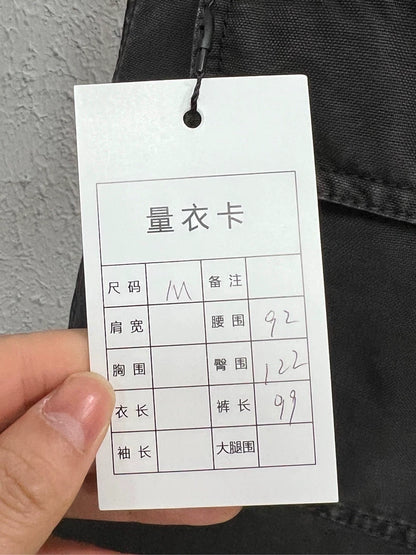 量衣卡
尺码 M 备注
肩宽 腰围 92
胸围 臀围 122
衣长 裤长 99
袖长 大腿围